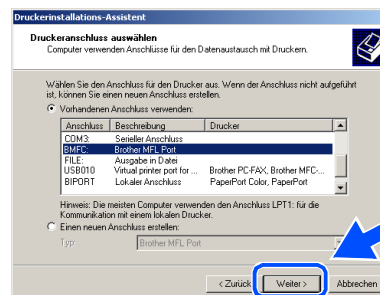 Druckerinstallations-Assistent
Druckeranschluss auswählen
Computer verwenden Anschlüsse für den Datenaustausch mit Druckern.
Wählen Sie den Anschluss für den Drucker aus. Wenn der Anschluss nicht aufgeführt
ist, können Sie einen neuen Anschluss erstellen.
Vorhandenen Anschluss verwenden:
Anschluss Beschreibung Drucker
COM3: Serieller Anschluss
BMFC: Brother MFL Port
FILE: Ausgabe in Datei
USB010 Virtual printer port for ... Brother PC-FAX, Brother MFC-...
BIPORT Lokaler Anschluss PaperPort Color, PaperPort
Hinweis: Die meisten Computer verwenden den Anschluss LPT1: für die
Kommunikation mit einem lokalen Drucker.
Einen neuen Anschluss erstellen:
Typ: Brother MFL Port
< Zurück Weiter > Abbrechen